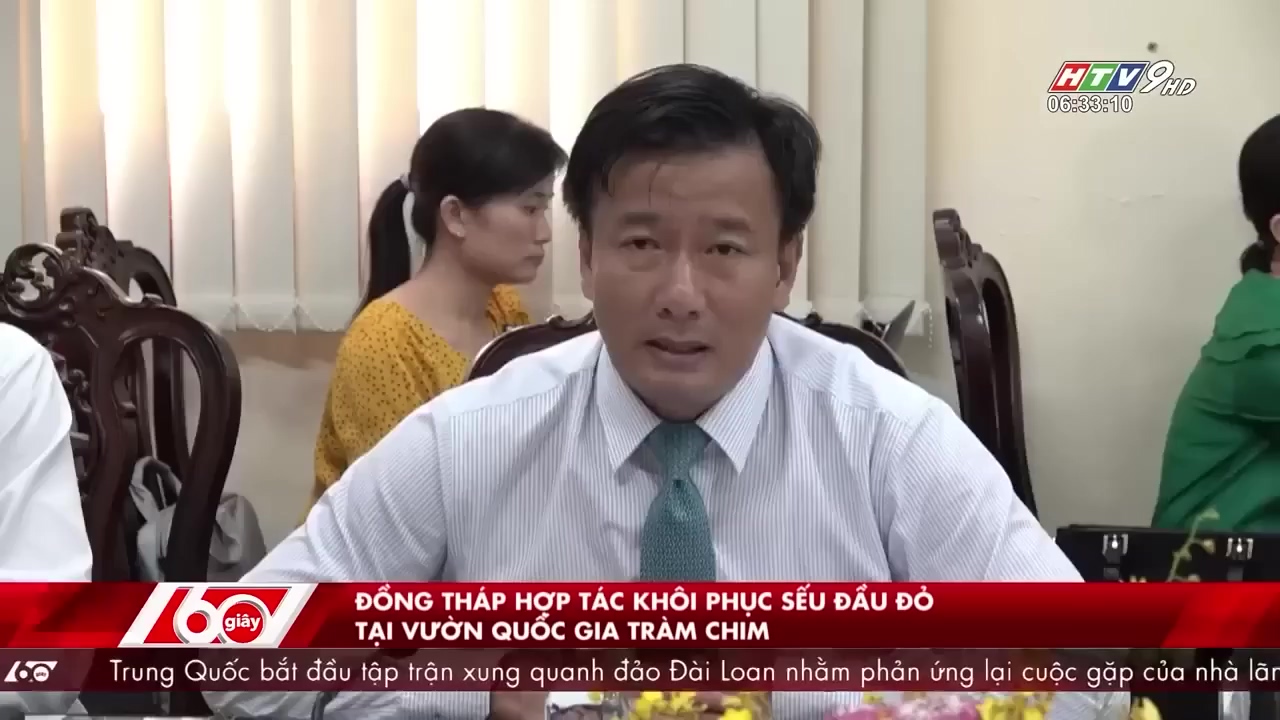 HTV9HD
06:33:10
60 giây
ĐỒNG THÁP HỢP TÁC KHÔI PHỤC SẾU ĐẦU ĐỎ
TẠI VƯỜN QUỐC GIA TRÀM CHIM
60 Trung Quốc bắt đầu tập trận xung quanh đảo Đài Loan nhằm phản ứng lại cuộc gặp của nhà lãn